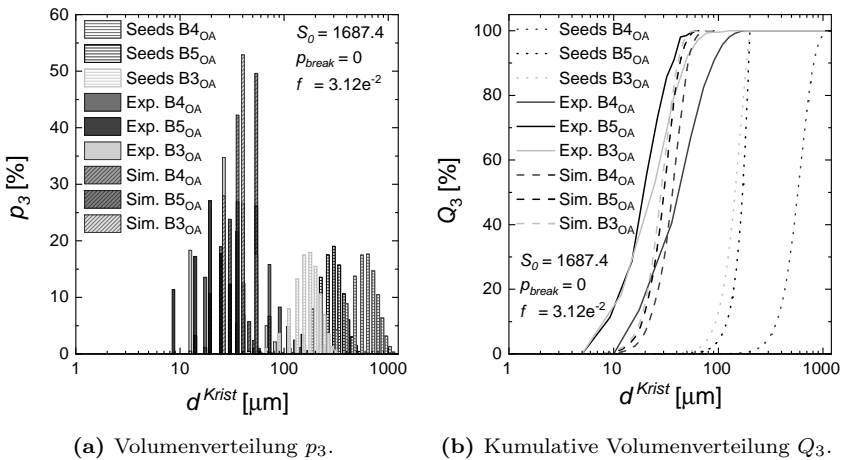 60
50
40
30
20
10
0
p₃ [%]
Seeds B4OA
Seeds B5OA
Seeds B3OA
Exp. B4OA
Exp. B5OA
Exp. B3OA
Sim. B4OA
Sim. B5OA
Sim. B3OA
S₀ = 1687.4
p_break = 0
f = 3.12e⁻²
1 10 100 1000
d^Krist [μm]
(a) Volumenverteilung p₃.
100
80
60
40
20
0
Q₃ [%]
Seeds B4OA
Seeds B5OA
Seeds B3OA
Exp. B4OA
Exp. B5OA
Exp. B3OA
Sim. B4OA
Sim. B5OA
Sim. B3OA
S₀ = 1687.4
p_break = 0
f = 3.12e⁻²
1 10 100 1000
d^Krist [μm]
(b) Kumulative Volumenverteilung Q₃.